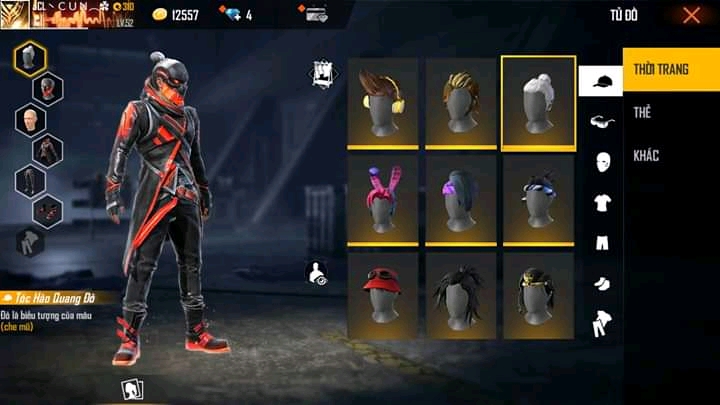 CUN
310
LV.52
12557
4
TỦ ĐỒ
THỜI TRANG
THẺ
KHÁC
Tóc Hào Quang Đỏ
Đỏ là biểu tượng của máu
(che mũ)